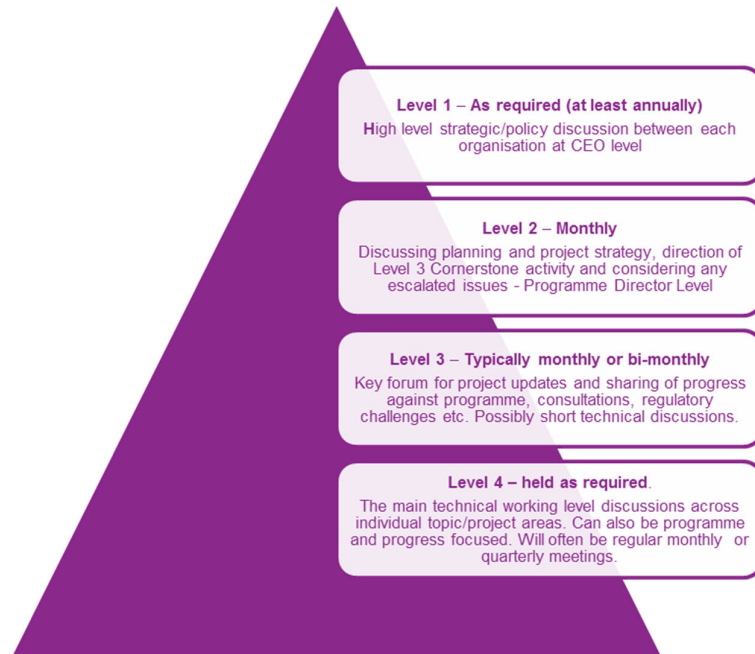 Level 1 – As required (at least annually)
High level strategic/policy discussion between each
organisation at CEO level
Level 2 – Monthly
Discussing planning and project strategy, direction of
Level 3 Cornerstone activity and considering any
escalated issues - Programme Director Level
Level 3 – Typically monthly or bi-monthly
Key forum for project updates and sharing of progress
against programme, consultations, regulatory
challenges etc. Possibly short technical discussions.
Level 4 – held as required.
The main technical working level discussions across
individual topic/project areas. Can also be programme
and progress focused. Will often be regular monthly or
quarterly meetings.